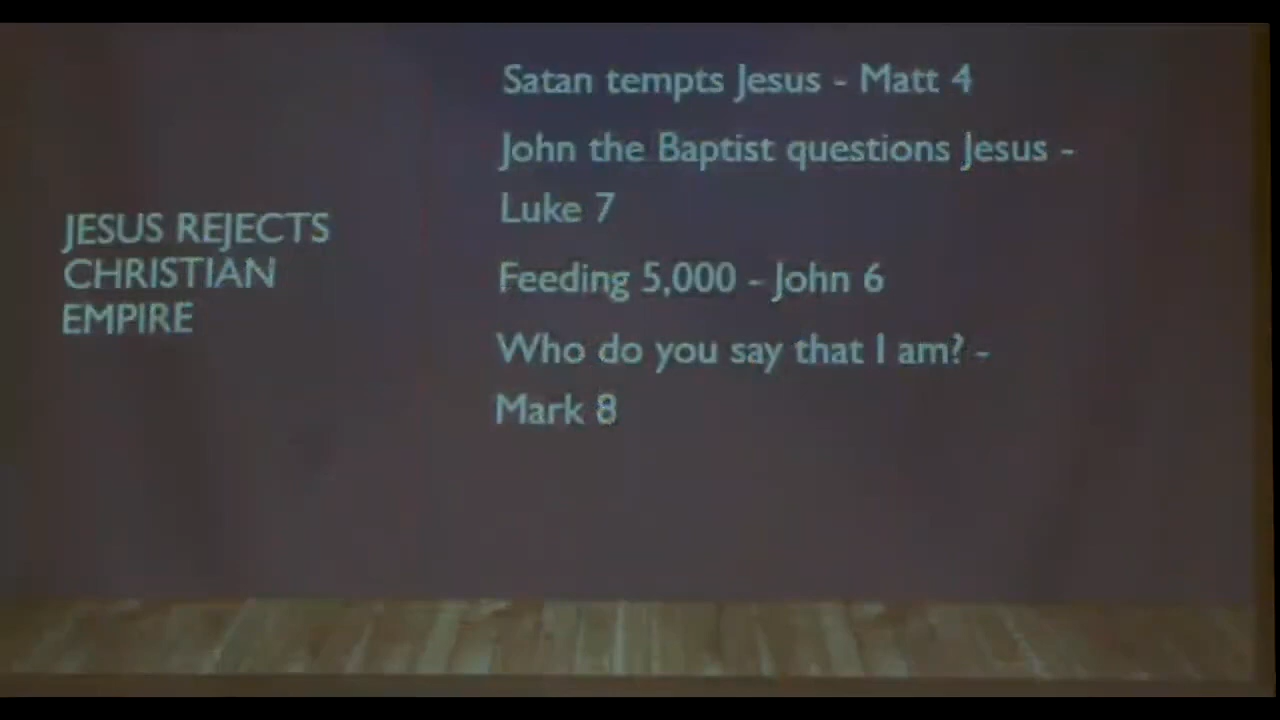 JESUS REJECTS
CHRISTIAN
EMPIRE
Satan tempts Jesus - Matt 4
John the Baptist questions Jesus -
Luke 7
Feeding 5,000 - John 6
Who do you say that I am? -
Mark 8